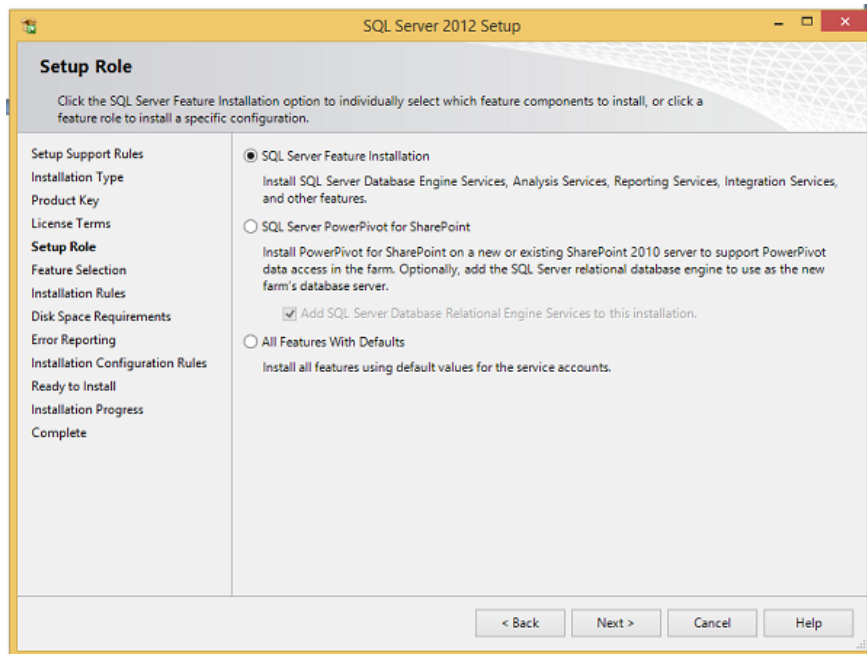 SQL Server 2012 Setup
Setup Role
Click the SQL Server Feature Installation option to individually select which feature components to install, or click a
feature role to install a specific configuration.
Setup Support Rules
Installation Type
Product Key
License Terms
Setup Role
Feature Selection
Installation Rules
Disk Space Requirements
Error Reporting
Installation Configuration Rules
Ready to Install
Installation Progress
Complete
SQL Server Feature Installation
Install SQL Server Database Engine Services, Analysis Services, Reporting Services, Integration Services,
and other features.
SQL Server PowerPivot for SharePoint
Install PowerPivot for SharePoint on a new or existing SharePoint 2010 server to support PowerPivot
data access in the farm. Optionally, add the SQL Server relational database engine to use as the new
farm's database server.
Add SQL Server Database Relational Engine Services to this installation.
All Features With Defaults
Install all features using default values for the service accounts.
< Back
Next >
Cancel
Help